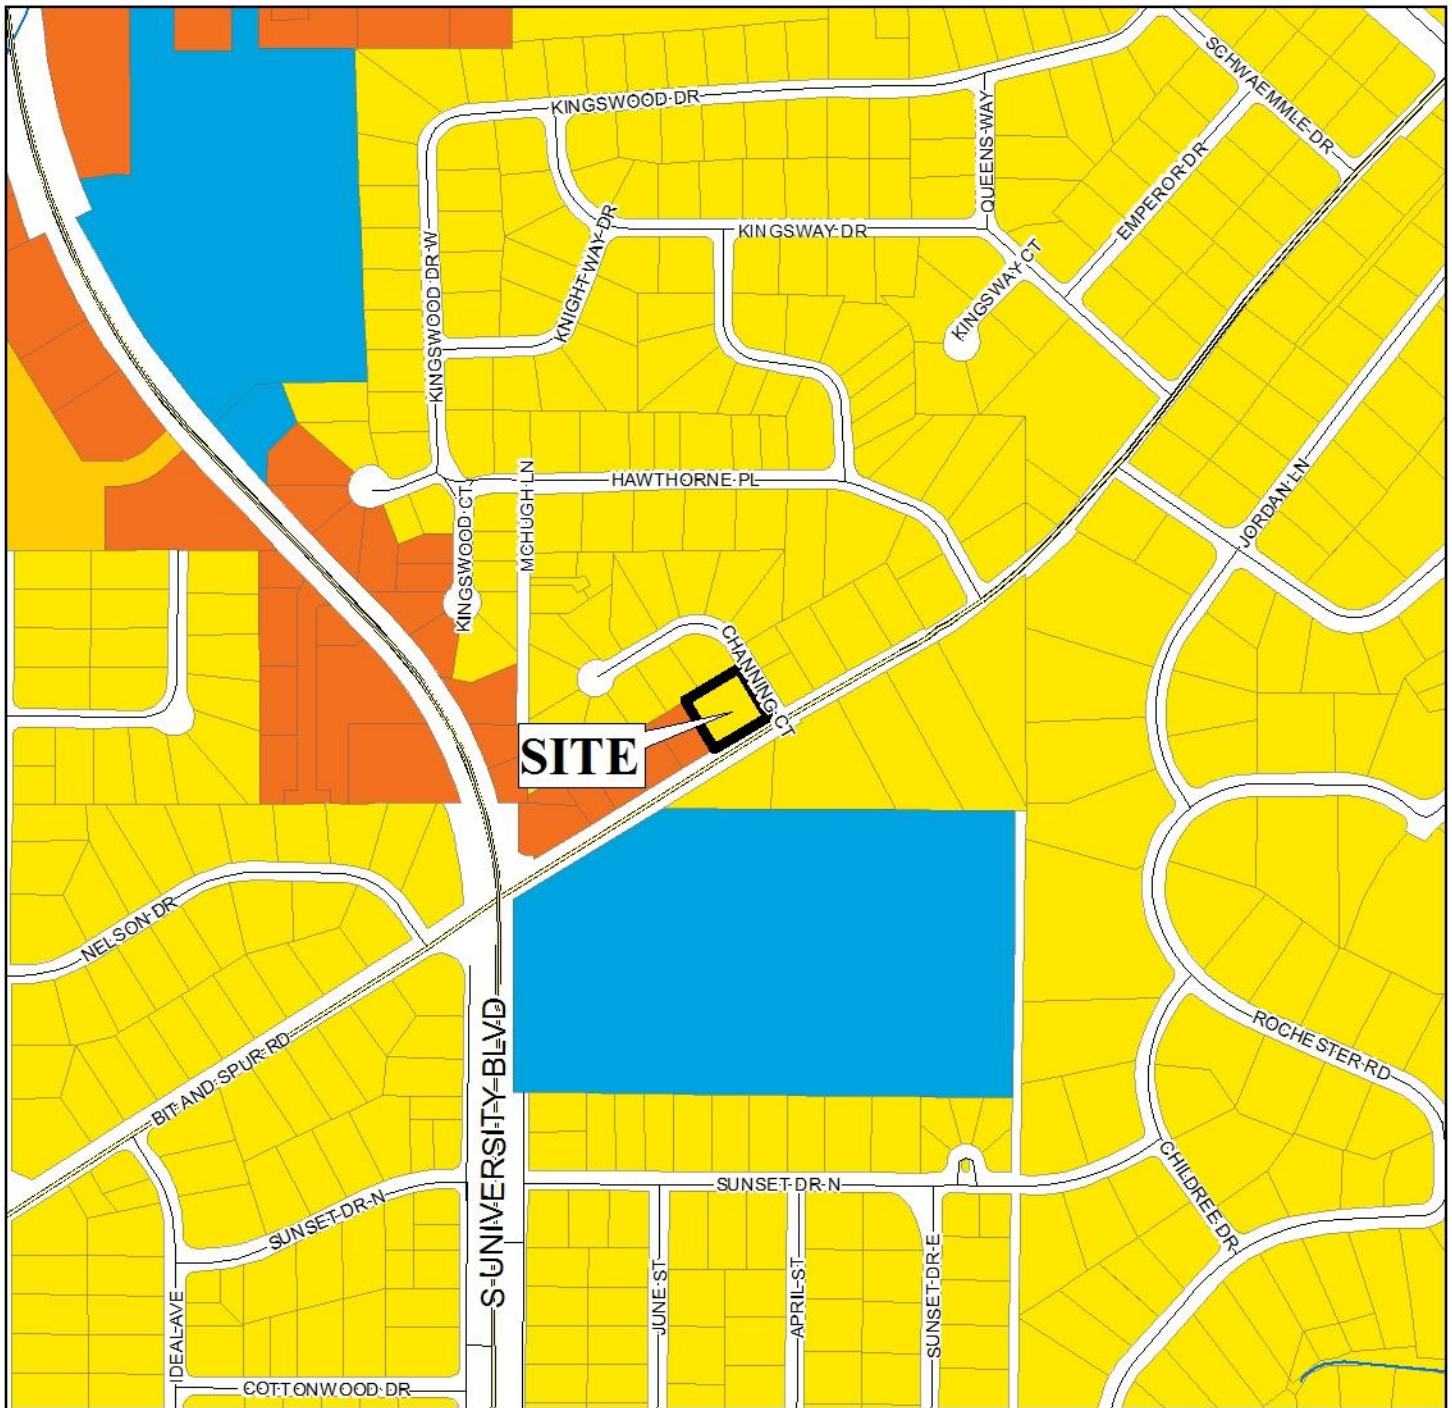 SCHWAEMMLE DR
KINGSWOOD DR
QUEENS WAY
EMPEROR DR
KINGSWAY DR
KNIGHT WAY DR
KINGSWOOD DR W
KINGSWAY CT
JORDAN LN
HAWTHORNE PL
MCHUGH LN
KINGSWOOD CT
CHANNING CT
SITE
NELSON DR
S UNIVERSITY BLVD
ROCHESTER RD
BIT AND SPUR RD
CHILDREE DR
SUNSET DR N
SUNSET DR N
IDEAL AVE
JUNE ST
APRIL ST
SUNSET DR E
COTTONWOOD DR